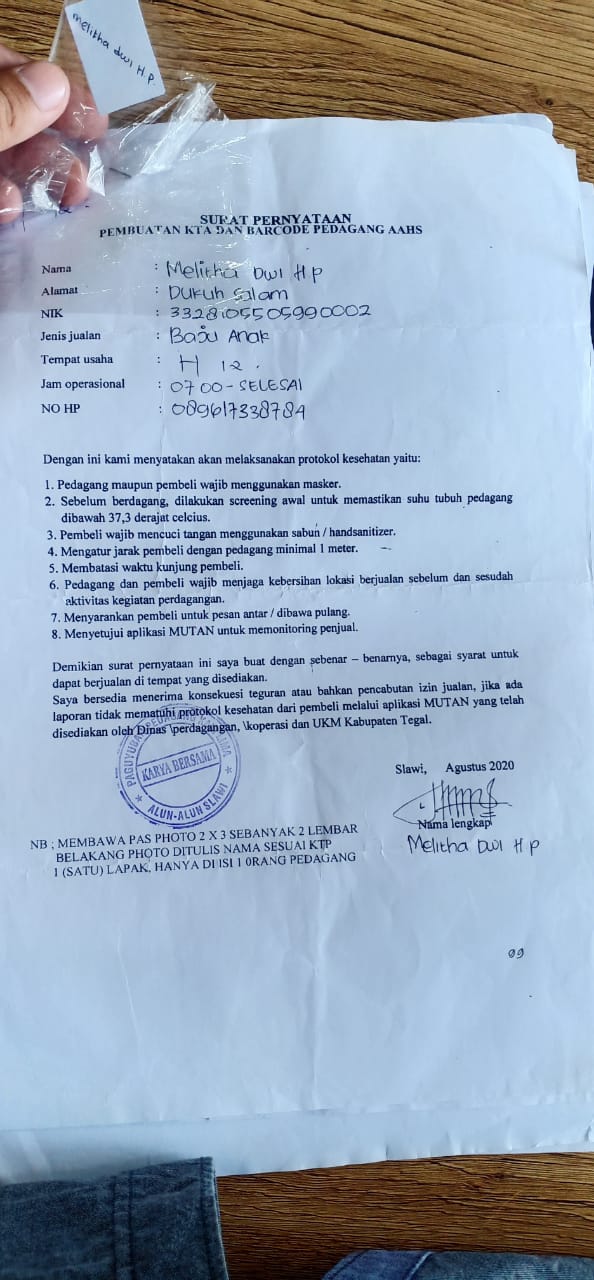 melitha dwi H P
SURAT PERNYATAAN
PEMBUATAN KTA DAN BARCODE PEDAGANG AAHS
Nama : Melitha Dwi H P
Alamat : Dukuh Salam
NIK : 3328105505990002
Jenis jualan : Baju Anak
Tempat usaha : H 12.
Jam operasional : 07 00 - SELESAI
NO HP : 089617338784
Dengan ini kami menyatakan akan melaksanakan protokol kesehatan yaitu:
1. Pedagang maupun pembeli wajib menggunakan masker.
2. Sebelum berdagang, dilakukan screening awal untuk memastikan suhu tubuh pedagang
dibawah 37,3 derajat celcius.
3. Pembeli wajib mencuci tangan menggunakan sabun / handsanitizer.
4. Mengatur jarak pembeli dengan pedagang minimal 1 meter.
5. Membatasi waktu kunjung pembeli.
6. Pedagang dan pembeli wajib menjaga kebersihan lokasi berjualan sebelum dan sesudah
aktivitas kegiatan perdagangan.
7. Menyarankan pembeli untuk pesan antar / dibawa pulang.
8. Menyetujui aplikasi MUTAN untuk memonitoring penjual.
Demikian surat pernyataan ini saya buat dengan sebenar – benarnya, sebagai syarat untuk
dapat berjualan di tempat yang disediakan.
Saya bersedia menerima konsekuesi teguran atau bahkan pencabutan izin jualan, jika ada
laporan tidak mematuhi protokol kesehatan dari pembeli melalui aplikasi MUTAN yang telah
disediakan oleh Dinas \perdagangan, \koperasi dan UKM Kabupaten Tegal.
PAGUYUBAN PEDAGANG KAKI LIMA
KARYA BERSAMA
ALUN-ALUN SLAWI
Slawi, Agustus 2020
Nama lengkap
Melitha Dwi H P
NB ; MEMBAWA PAS PHOTO 2 X 3 SEBANYAK 2 LEMBAR
BELAKANG PHOTO DITULIS NAMA SESUAI KTP
1 (SATU) LAPAK, HANYA DI ISI 1 0RANG PEDAGANG
09